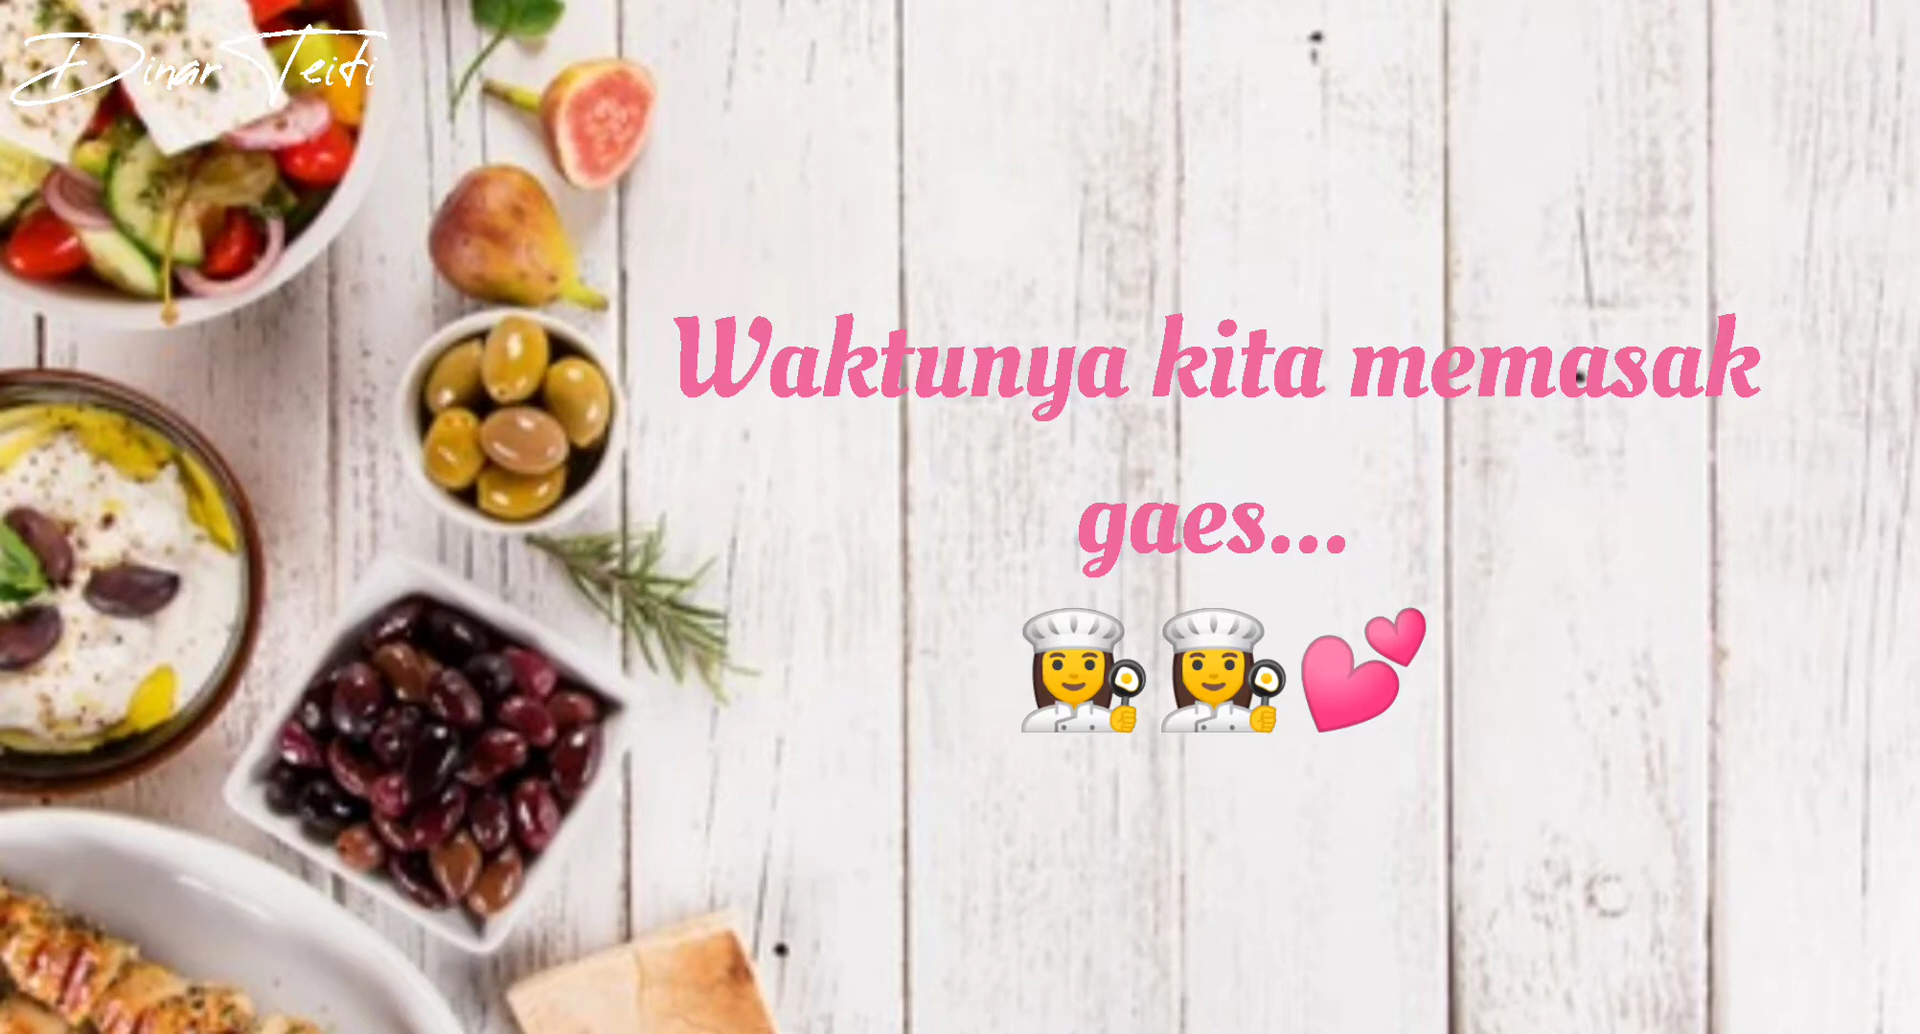 Dinar Teiti
Waktunya kita memasak
gaes...
👩‍🍳👩‍🍳💕